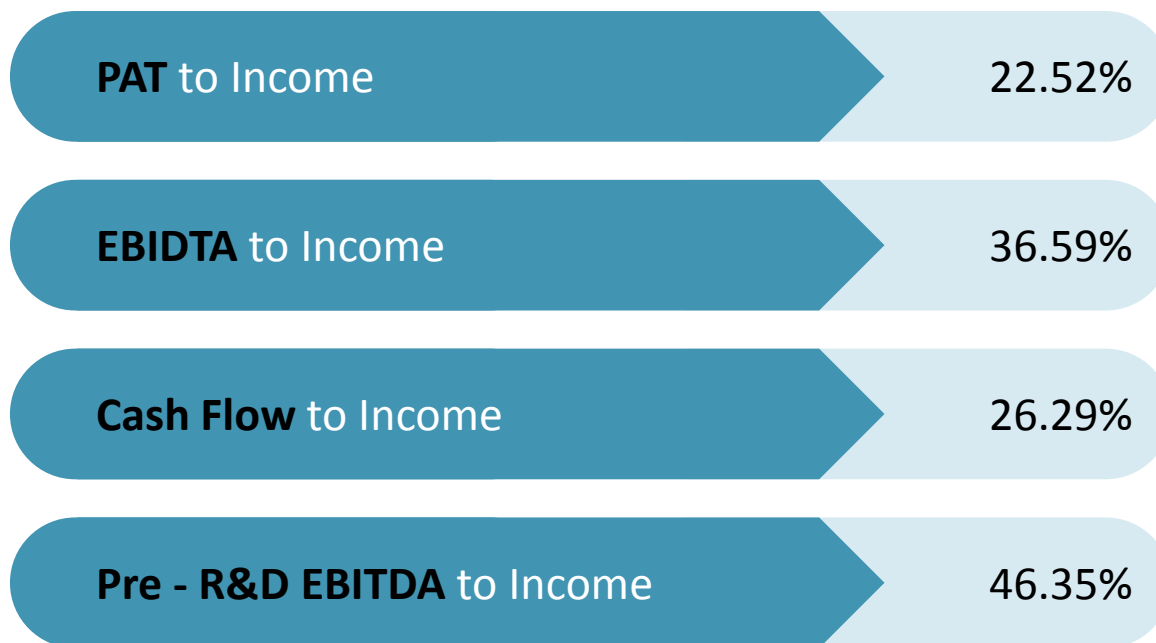 PAT to Income 22.52%
EBIDTA to Income 36.59%
Cash Flow to Income 26.29%
Pre - R&D EBITDA to Income 46.35%